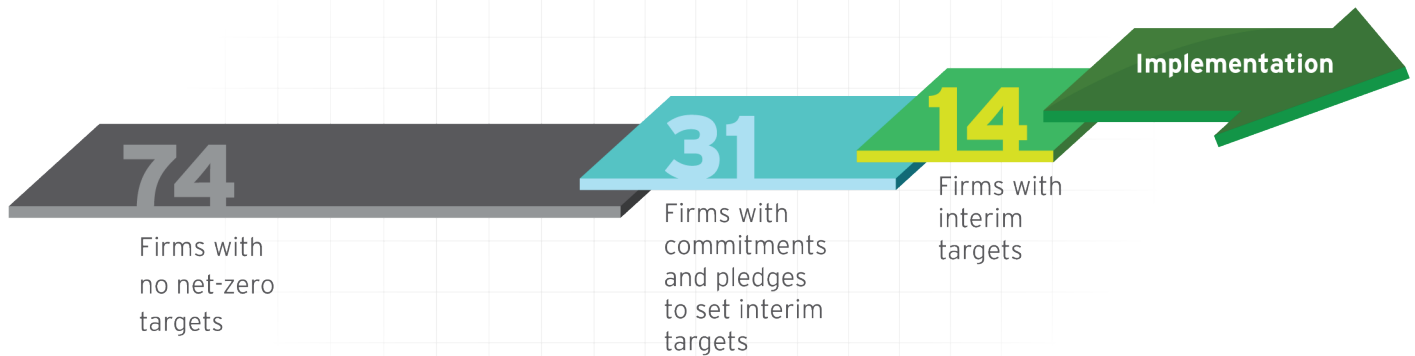 74
Firms with
no net-zero
targets
31
Firms with
commitments
and pledges
to set interim
targets
14
Firms with
interim
targets
Implementation